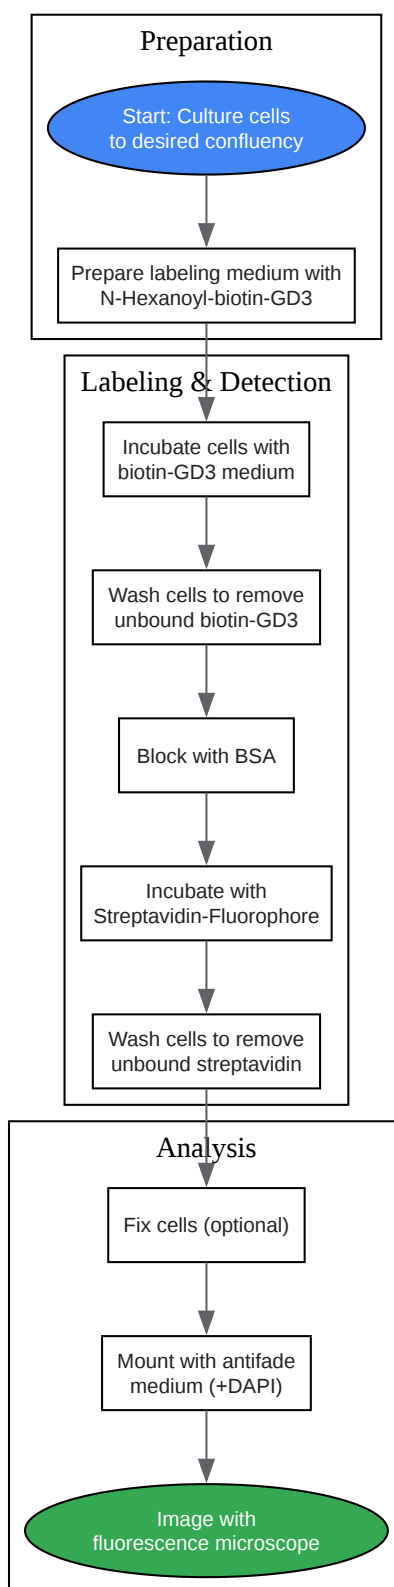 Preparation
Start: Culture cells
to desired confluency
Prepare labeling medium with
N-Hexanoyl-biotin-GD3
Labeling & Detection
Incubate cells with
biotin-GD3 medium
Wash cells to remove
unbound biotin-GD3
Block with BSA
Incubate with
Streptavidin-Fluorophore
Wash cells to remove
unbound streptavidin
Analysis
Fix cells (optional)
Mount with antifade
medium (+DAPI)
Image with
fluorescence microscope